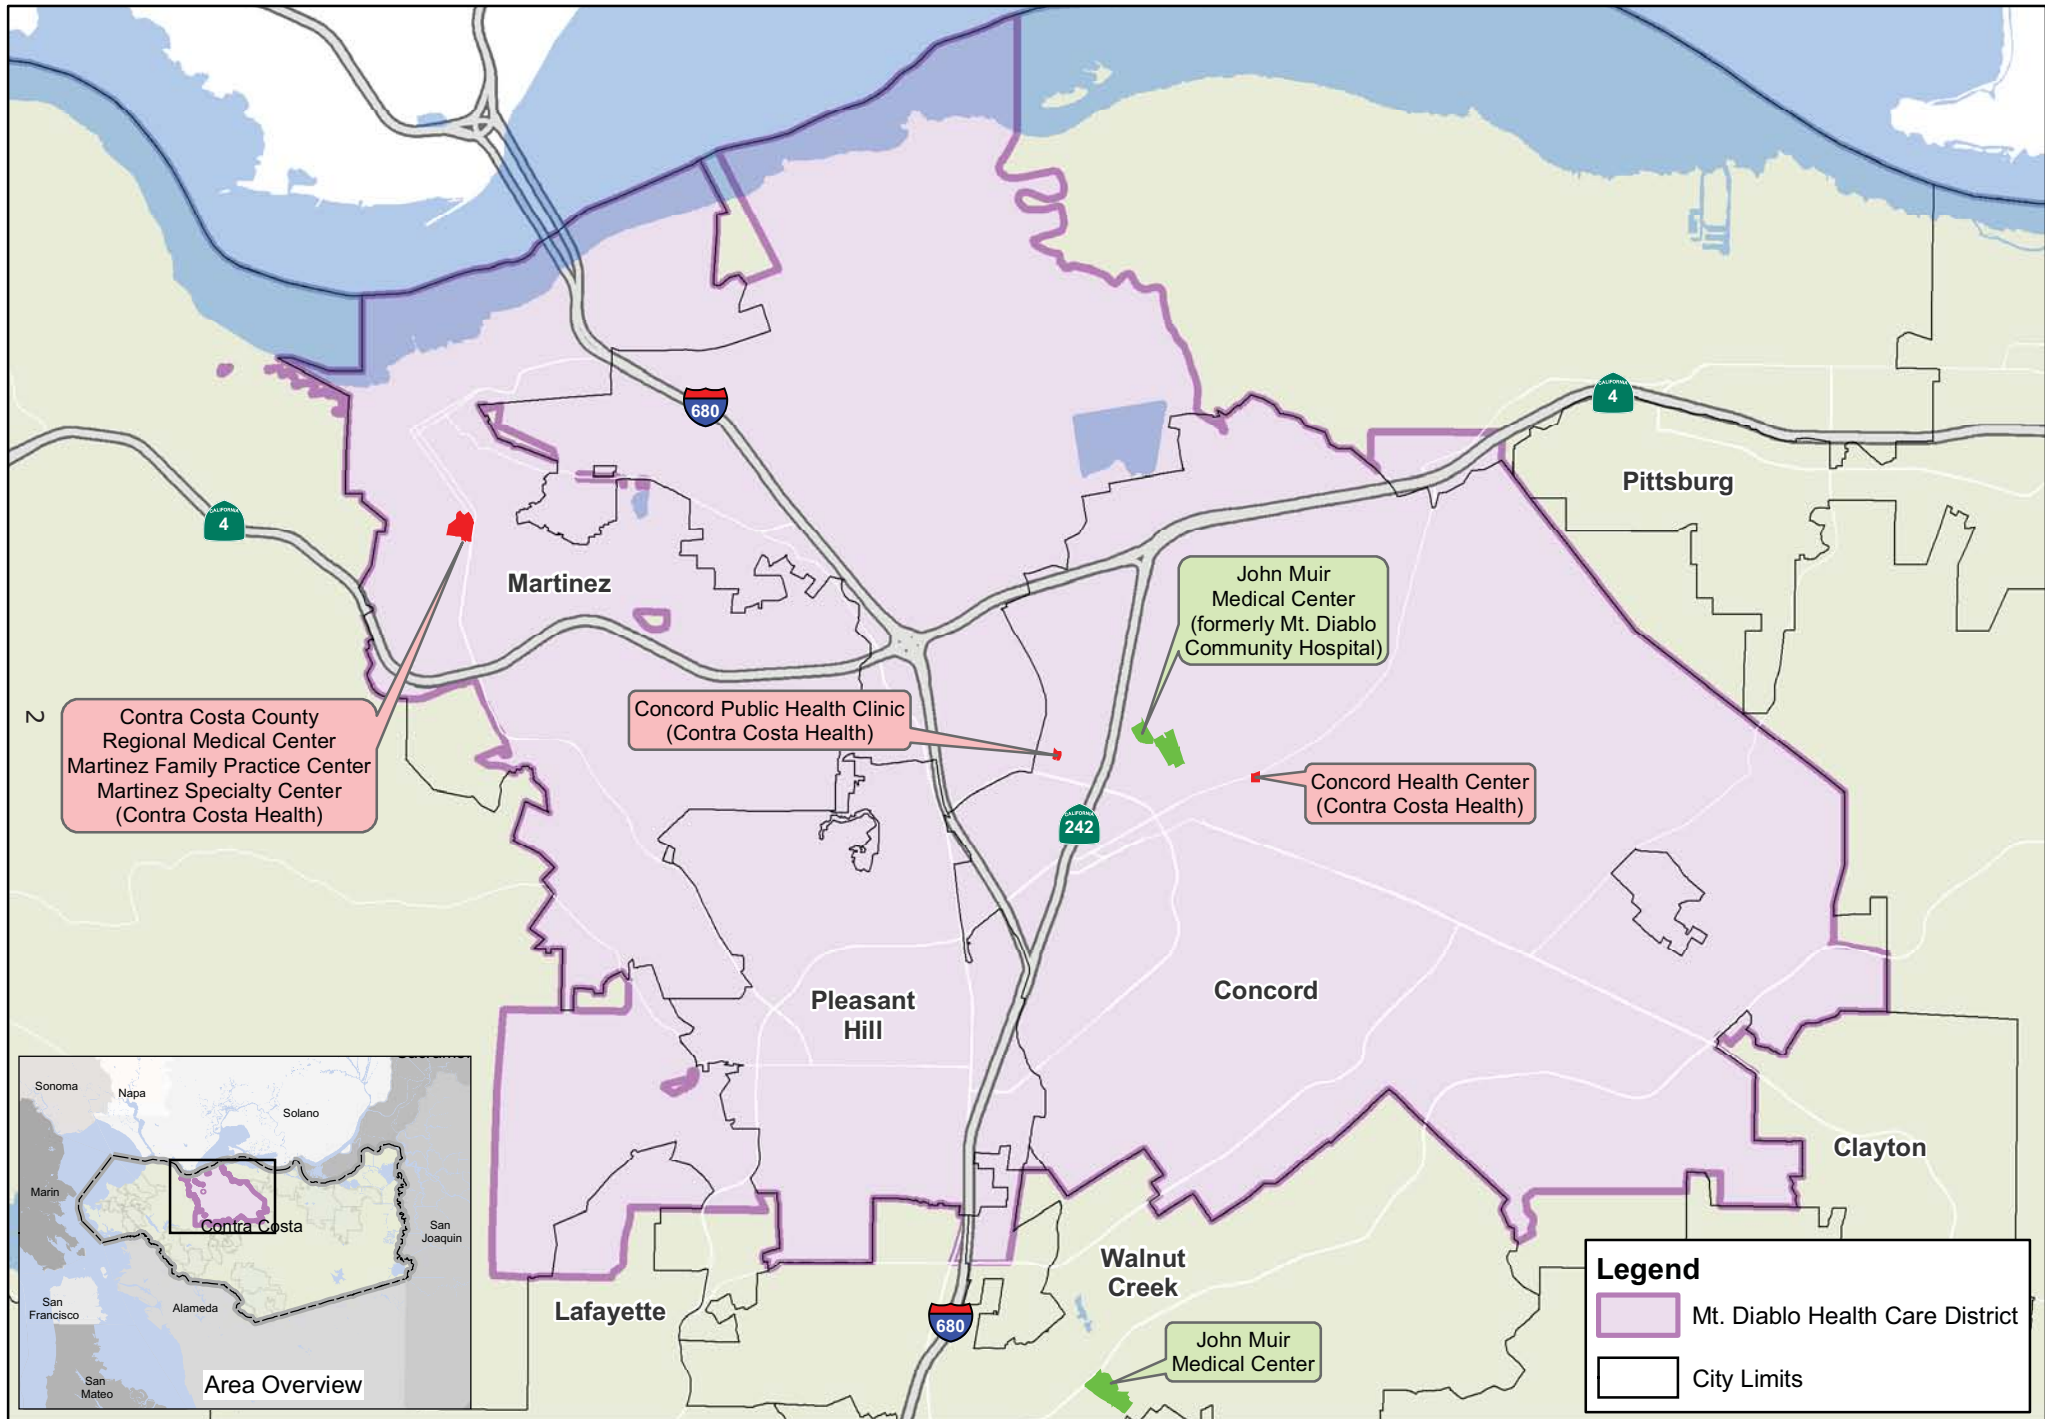 680
CALIFORNIA
4
Pittsburg
CALIFORNIA
4
Martinez
John Muir
Medical Center
(formerly Mt. Diablo
Community Hospital)
Contra Costa County
Regional Medical Center
Martinez Family Practice Center
Martinez Specialty Center
(Contra Costa Health)
2
Concord Public Health Clinic
(Contra Costa Health)
Concord Health Center
(Contra Costa Health)
CALIFORNIA
242
Pleasant
Hill
Concord
Clayton
Walnut
Creek
Lafayette
680
John Muir
Medical Center
Sonoma
Napa
Solano
Marin
Contra Costa
San
Joaquin
San
Francisco
Alameda
San
Mateo
Area Overview
Legend
Mt. Diablo Health Care District
City Limits